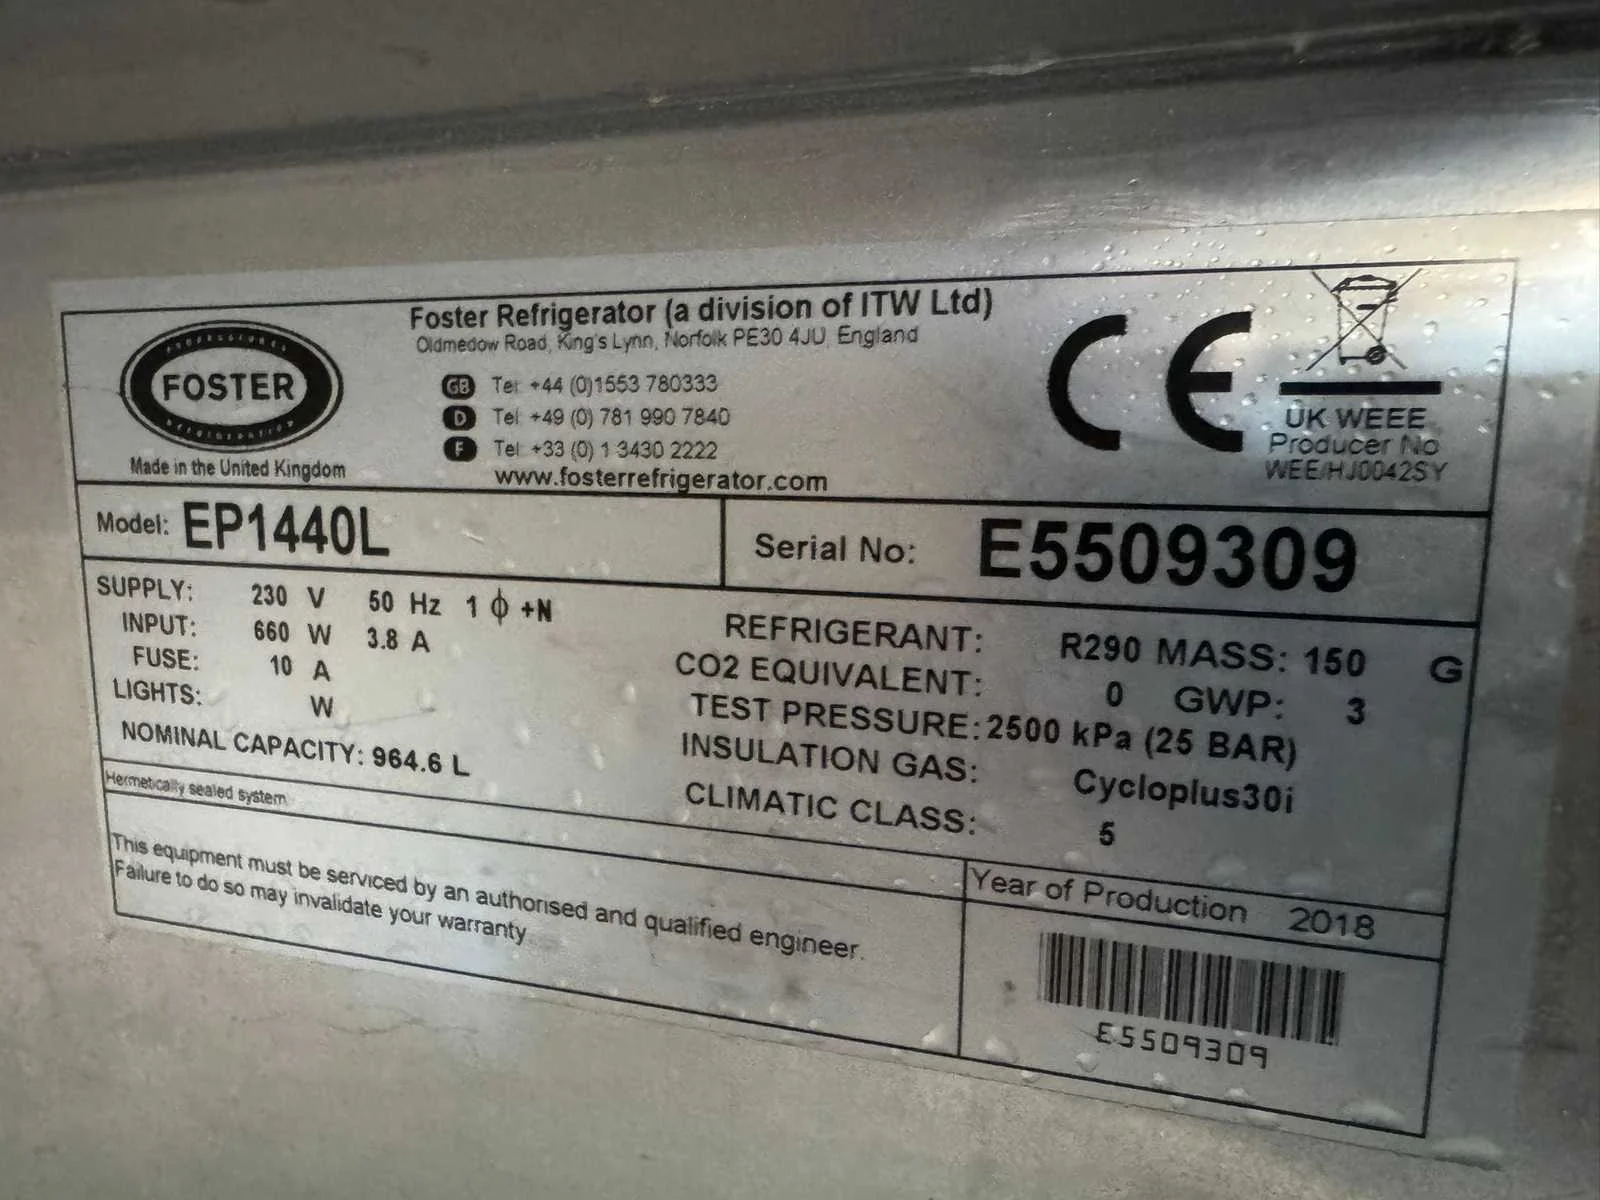 Foster Refrigerator (a division of ITW Ltd)
Oldmedow Road, King's Lynn, Norfolk PE30 4JU, England
PROFESSIONAL
FOSTER
REFRIGERATION
Made in the United Kingdom
GB Tel +44 (0)1553 780333
D Tel +49 (0) 781 990 7840
F Tel +33 (0) 1 3430 2222
www.fosterrefrigerator.com
CE
UK WEEE
Producer No
WEE/HJ0042SY
Model: EP1440L
Serial No: E5509309
SUPPLY: 230 V 50 Hz 1 ϕ +N
INPUT: 660 W 3.8 A
FUSE: 10 A
LIGHTS: W
NOMINAL CAPACITY: 964.6 L
REFRIGERANT: R290 MASS: 150 G
CO2 EQUIVALENT: 0 GWP: 3
TEST PRESSURE: 2500 kPa (25 BAR)
INSULATION GAS: Cycloplus30i
CLIMATIC CLASS: 5
Hermetically sealed system
This equipment must be serviced by an authorised and qualified engineer.
Failure to do so may invalidate your warranty
Year of Production 2018
E5509309